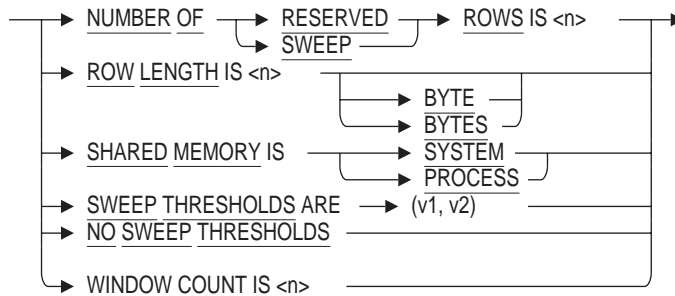 NUMBER OF RESERVED ROWS IS <n>
SWEEP
ROW LENGTH IS <n>
BYTE
BYTES
SHARED MEMORY IS SYSTEM
PROCESS
SWEEP THRESHOLDS ARE (v1, v2)
NO SWEEP THRESHOLDS
WINDOW COUNT IS <n>